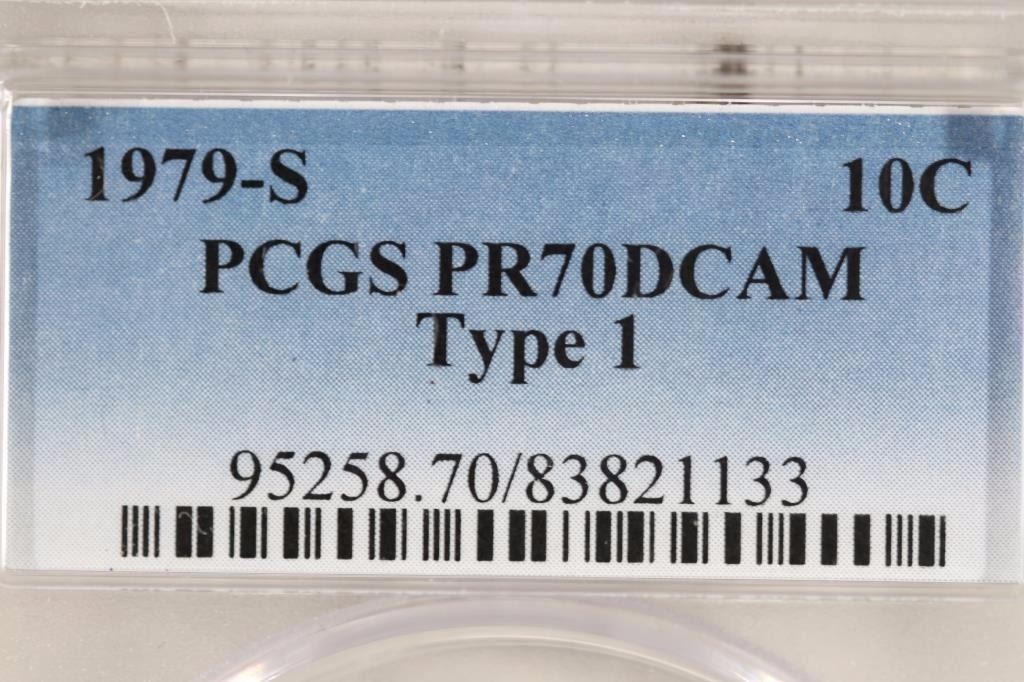 1979-S 10C
PCGS PR70DCAM
Type 1
95258.70/83821133